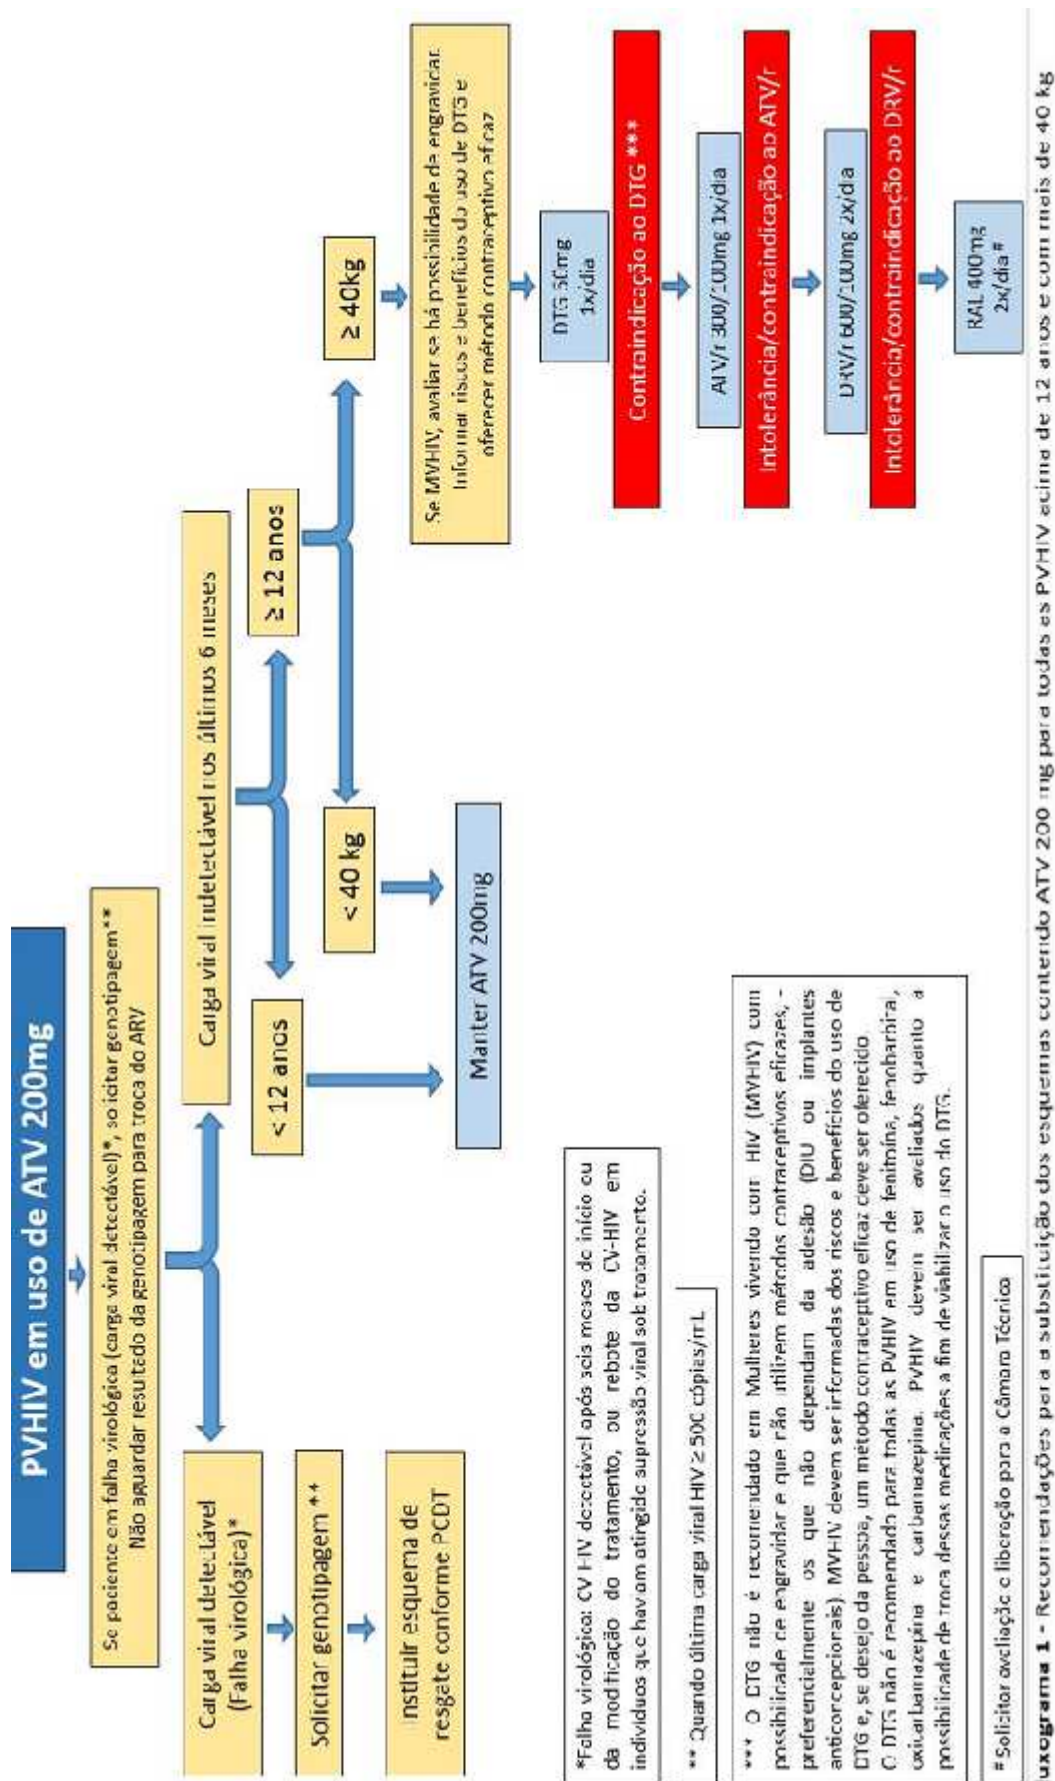 PVHIV em uso de ATV 200mg
Se paciente em falha virológica (carga viral detectável)*, solicitar genotipagem**
Não aguardar resultado da genotipagem para troca do ARV
Carga viral detectável
(Falha virológica)*
Solicitar genotipagem **
Instituir esquema de
resgate conforme PCDT
Carga viral indetectável nos últimos 6 meses
< 12 anos
≥ 12 anos
< 40 kg
≥ 40kg
Manter ATV 200mg
Se MVHIV, avaliar se há possibilidade de engravidar.
Informar riscos e benefícios do uso de DTG e
oferecer método contraceptivo eficaz
DTG 50mg
1x/dia
Contraindicação ao DTG ***
ATV/r 300/100mg 1x/dia
Intolerância/contraindicação ao ATV/r
DRV/r 600/100mg 2x/dia
Intolerância/contraindicação ao DRV/r
RAL 400mg
2x/dia#
*Falha virológica: CV-HIV detectável após seis meses do início ou
da modificação do tratamento, ou rebote da CV-HIV em
indivíduos que haviam atingido supressão viral sob tratamento.
** Quando última carga viral HIV ≥ 500 cópias/mL
*** O DTG não é recomendado em Mulheres vivendo com HIV (MVHIV) com
possibilidade de engravidar e que não utilizem métodos contraceptivos eficazes, -
preferencialmente os que não dependam da adesão (DIU ou implantes
anticoncepcionais). MVHIV devem ser informadas dos riscos e benefícios do uso de
DTG e, se desejo da pessoa, um método contraceptivo eficaz deve ser oferecido
O DTG não é recomendado para todas as PVHIV em uso de fenitoína, fenobarbital,
oxicarbamazepina e carbamazepina. PVHIV devem ser avaliados quanto a
possibilidade de troca dessas medicações a fim de viabilizar o uso do DTG.
# Solicitar avaliação e liberação para a Câmara Técnica
uxograma 1 - Recomendações para a substituição dos esquemas contendo ATV 200 mg para todas as PVHIV acima de 12 anos e com mais de 40 kg